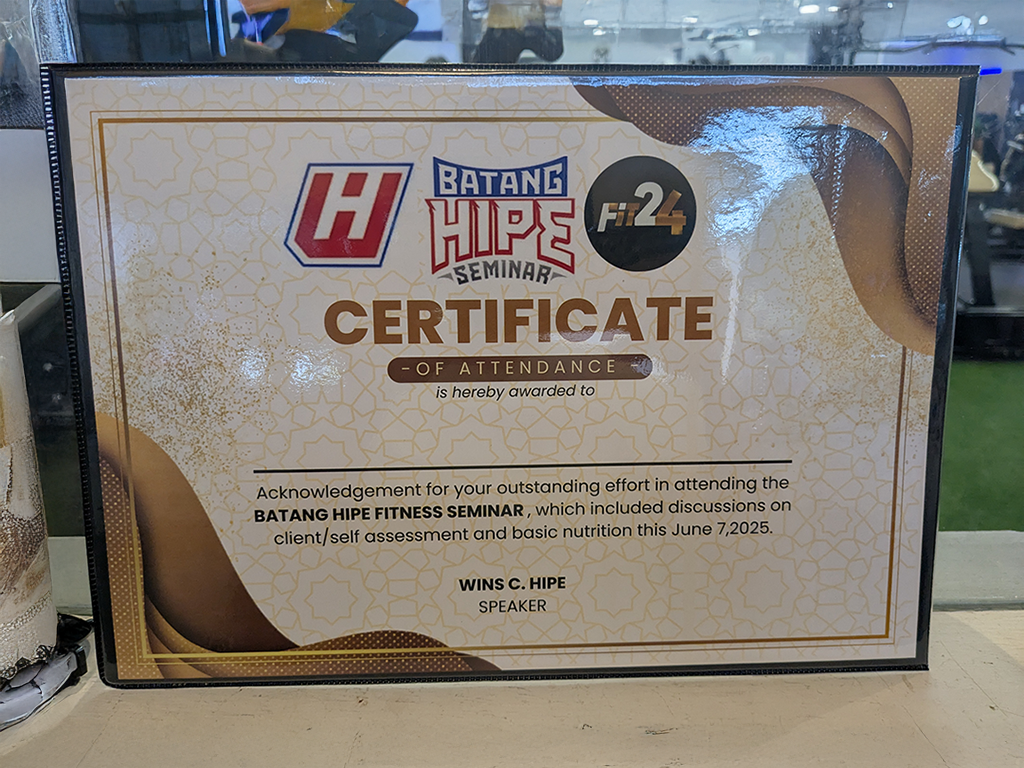 H
BATANG
HIPE
SEMINAR
FiT24
CERTIFICATE
-OF ATTENDANCE -
is hereby awarded to
Acknowledgement for your outstanding effort in attending the
BATANG HIPE FITNESS SEMINAR , which included discussions on
client/self assessment and basic nutrition this June 7,2025.
WINS C. HIPE
SPEAKER